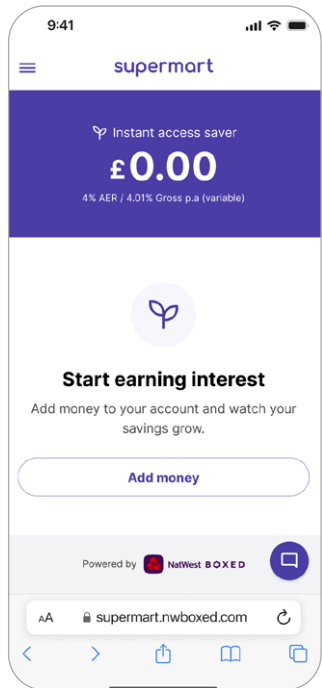 9:41
supermart
Instant access saver
£0.00
4% AER / 4.01% Gross p.a (variable)
Start earning interest
Add money to your account and watch your
savings grow.
Add money
Powered by NatWest BOXED
AA supermart.nwboxed.com